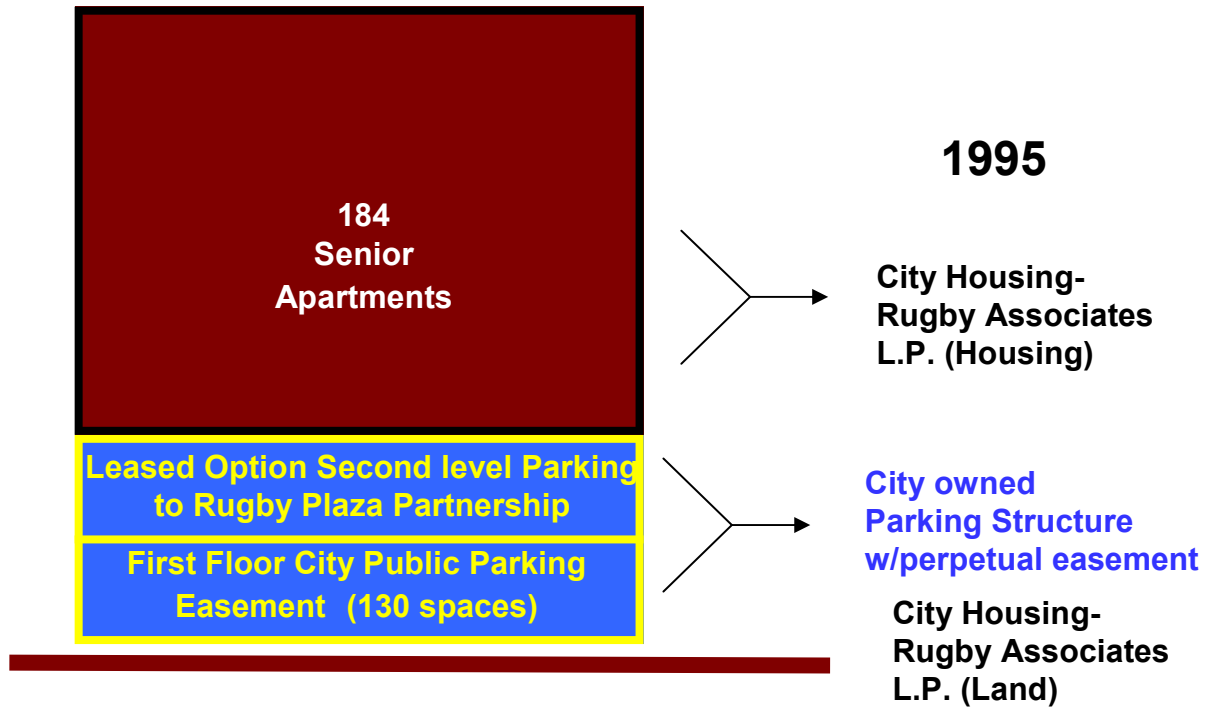 184
Senior
Apartments
Leased Option Second level Parking
to Rugby Plaza Partnership
First Floor City Public Parking
Easement (130 spaces)
1995
City Housing-
Rugby Associates
L.P. (Housing)
City owned
Parking Structure
w/perpetual easement
City Housing-
Rugby Associates
L.P. (Land)